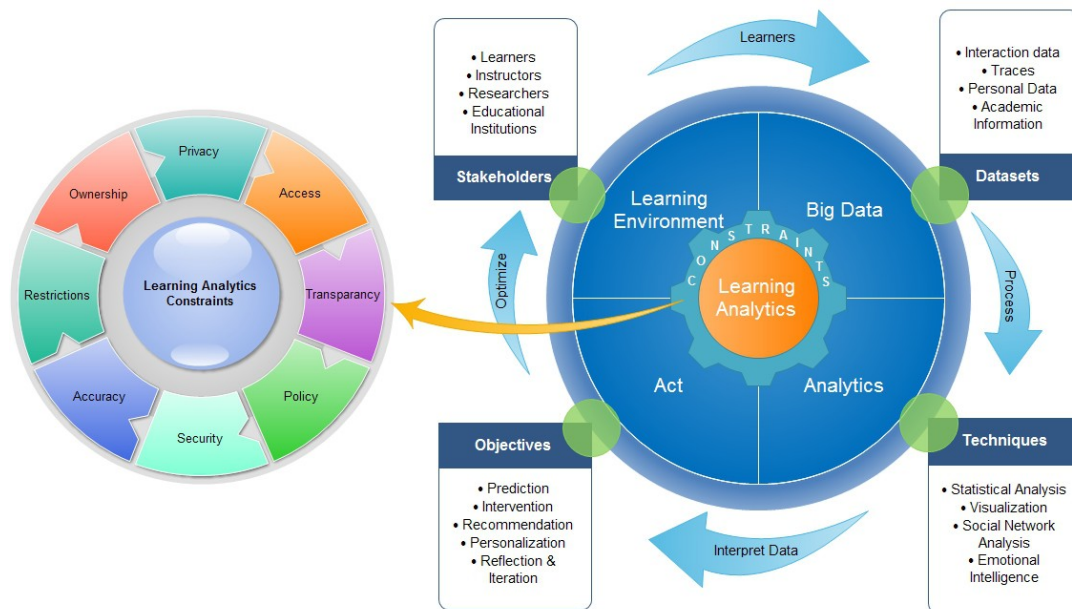 Privacy
Access
Transparancy
Policy
Security
Accuracy
Restrictions
Ownership
Learning Analytics
Constraints
Learners
• Learners
• Instructors
• Researchers
• Educational
Institutions
Stakeholders
• Interaction data
• Traces
• Personal Data
• Academic
Information
Datasets
Process
Techniques
• Statistical Analysis
• Visualization
• Social Network
Analysis
• Emotional
Intelligence
Interpret Data
Objectives
• Prediction
• Intervention
• Recommendation
• Personalization
• Reflection &
Iteration
Optimize
Learning
Environment
Big Data
Analytics
Act
CONSTRAINTS
Learning
Analytics